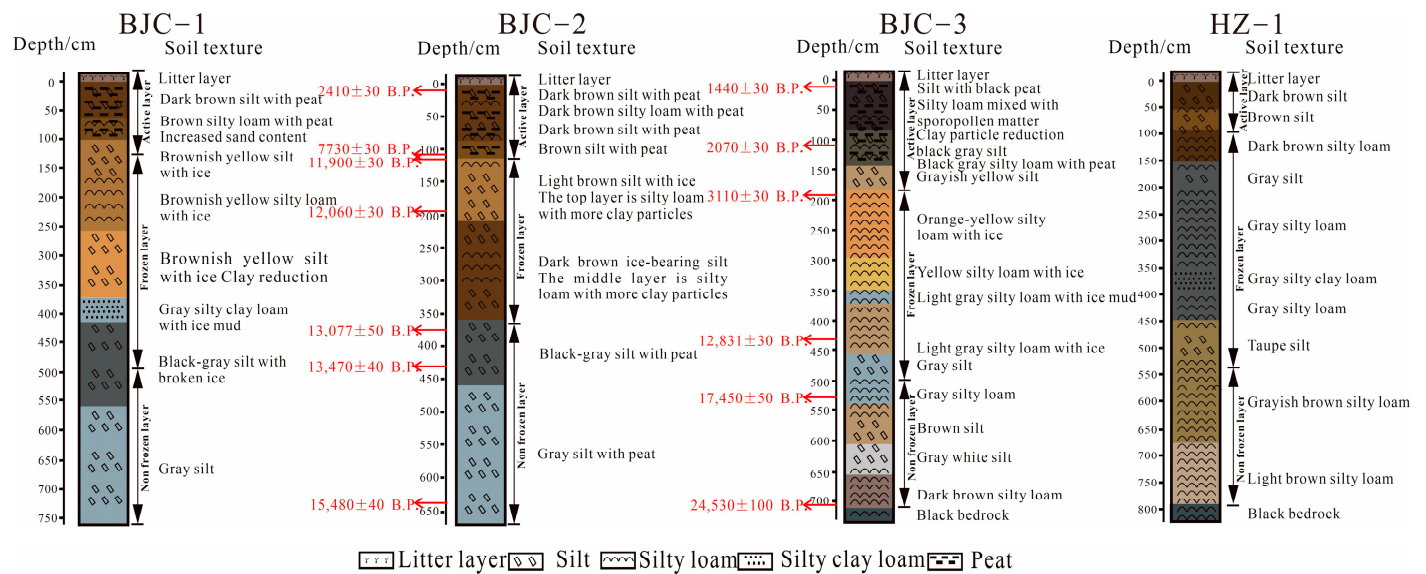 BJC-1
Depth/cm
Soil texture
0
50
100
150
200
250
300
350
400
450
500
550
600
650
700
750
Litter layer
Dark brown silt with peat
Brown silty loam with peat
Increased sand content
Brownish yellow silt
with ice
Brownish yellow silty loam
with ice
Brownish yellow silt
with ice Clay reduction
Gray silty clay loam
with ice mud
Black-gray silt with
broken ice
Gray silt
Active layer
Frozen layer
Non frozen layer
BJC-2
Depth/cm
Soil texture
2410±30 B.P.
7730±30 B.P.
11,900±30 B.P.
12,060±30 B.P.
13,077±50 B.P.
13,470±40 B.P.
15,480±40 B.P.
0
50
100
150
200
250
300
350
400
450
500
550
600
650
Litter layer
Dark brown silt with peat
Dark brown silty loam with peat
Dark brown silt with peat
Brown silt with peat
Light brown silt with ice
The top layer is silty loam
with more clay particles
Dark brown ice-bearing silt
The middle layer is silty
loam with more clay particles
Black-gray silt with peat
Gray silt with peat
Active layer
Frozen layer
Non frozen layer
BJC-3
Depth/cm
Soil texture
1440±30 B.P.
2070±30 B.P.
3110±30 B.P.
12,831±30 B.P.
17,450±50 B.P.
24,530±100 B.P.
0
50
100
150
200
250
300
350
400
450
500
550
600
650
700
Litter layer
Silt with black peat
Silty loam mixed with
sporopollen matter
Clay particle reduction
black gray silt
Black gray silty loam with peat
Grayish yellow silt
Orange-yellow silty
loam with ice
Yellow silty loam with ice
Light gray silty loam with ice mud
Light gray silty loam with ice
Gray silt
Gray silty loam
Brown silt
Gray white silt
Dark brown silty loam
Black bedrock
Active layer
Frozen layer
Non frozen layer
HZ-1
Depth/cm
Soil texture
0
50
100
150
200
250
300
350
400
450
500
550
600
650
700
750
800
Litter layer
Dark brown silt
Brown silt
Dark brown silty loam
Gray silt
Gray silty loam
Gray silty clay loam
Gray silty loam
Taupe silt
Grayish brown silty loam
Light brown silty loam
Black bedrock
Active layer
Frozen layer
Non frozen layer
Litter layer
Silt
Silty loam
Silty clay loam
Peat